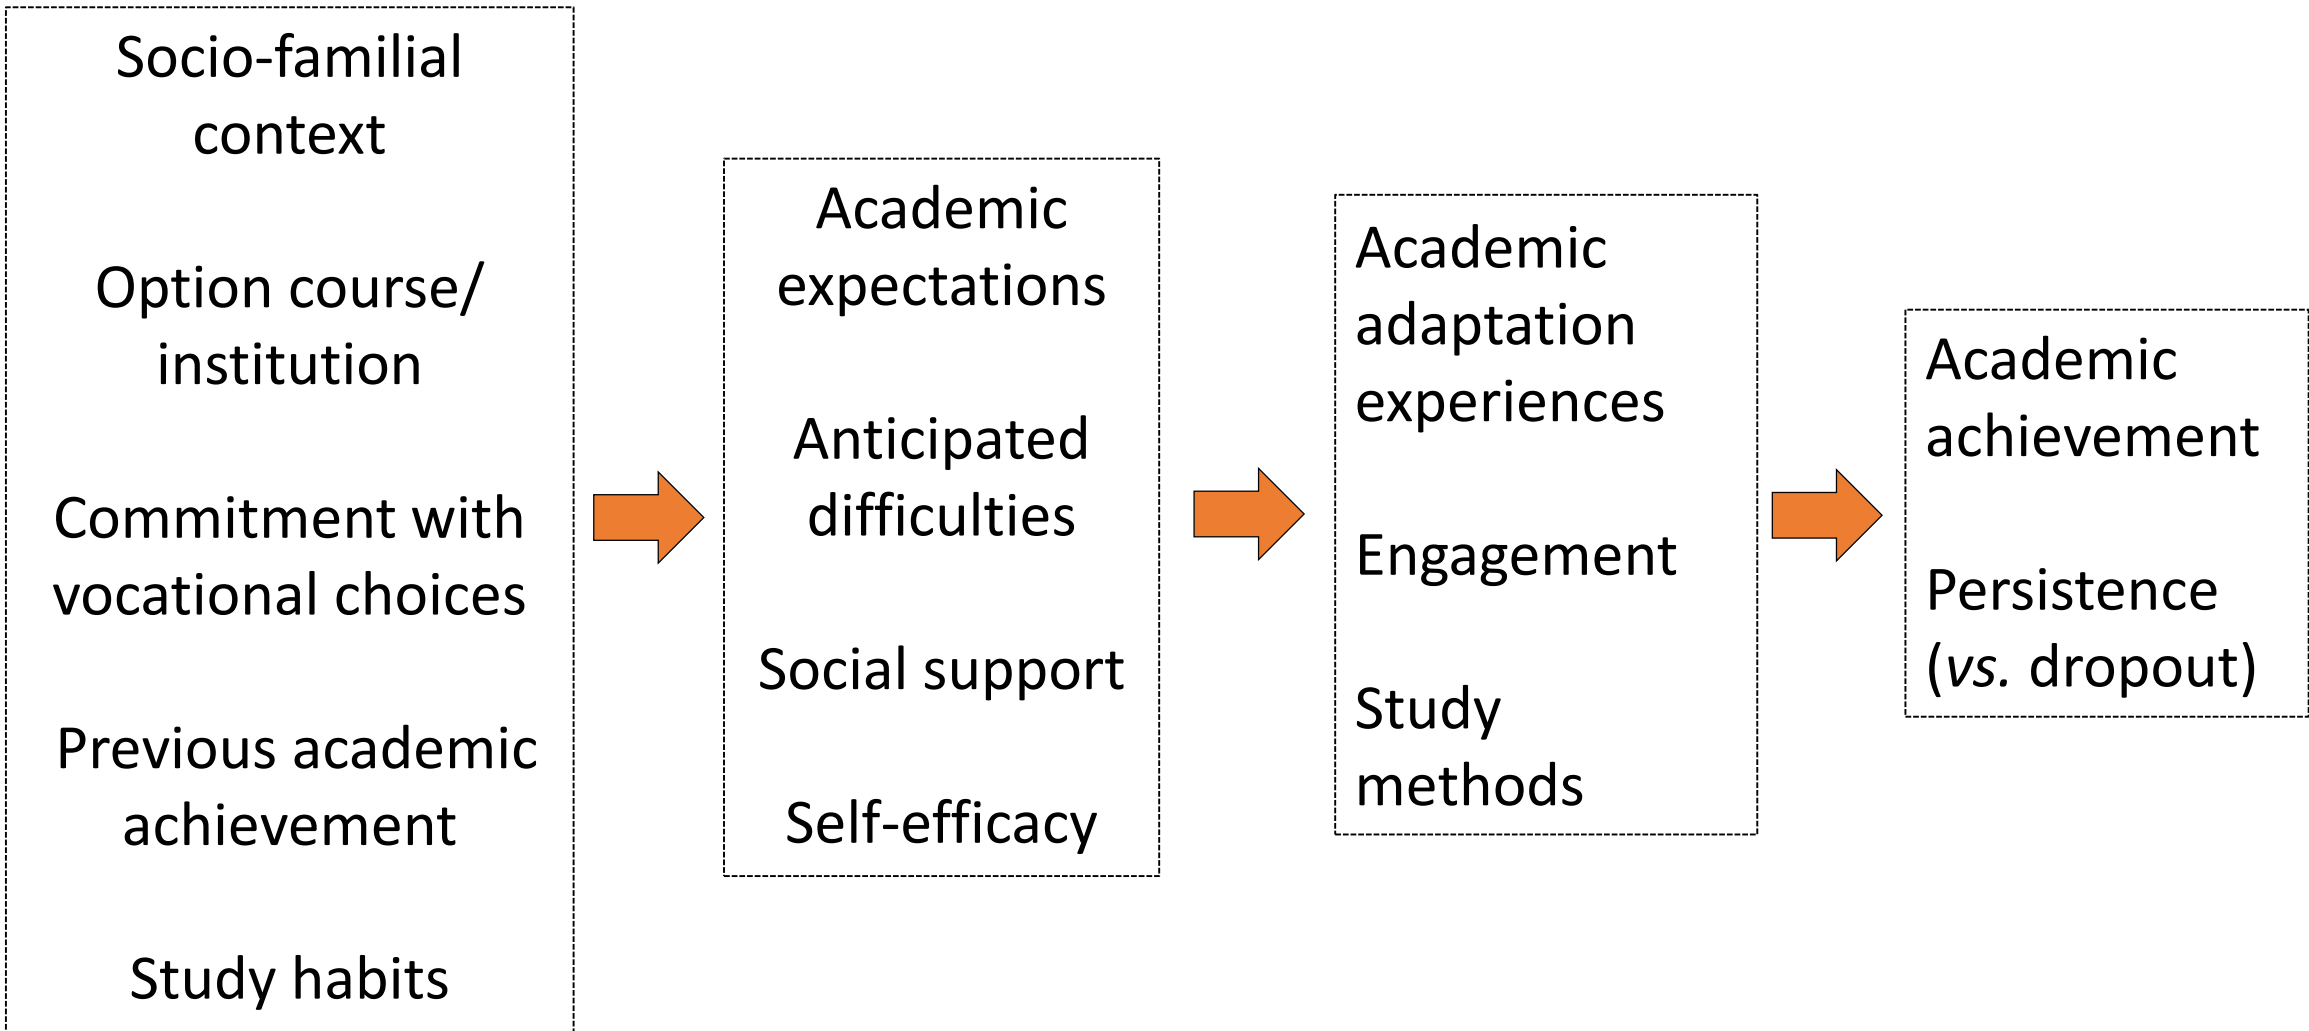 Socio-familial
context
Option course/
institution
Commitment with
vocational choices
Previous academic
achievement
Study habits
Academic
expectations
Anticipated
difficulties
Social support
Self-efficacy
Academic
adaptation
experiences
Engagement
Study
methods
Academic
achievement
Persistence
(vs. dropout)